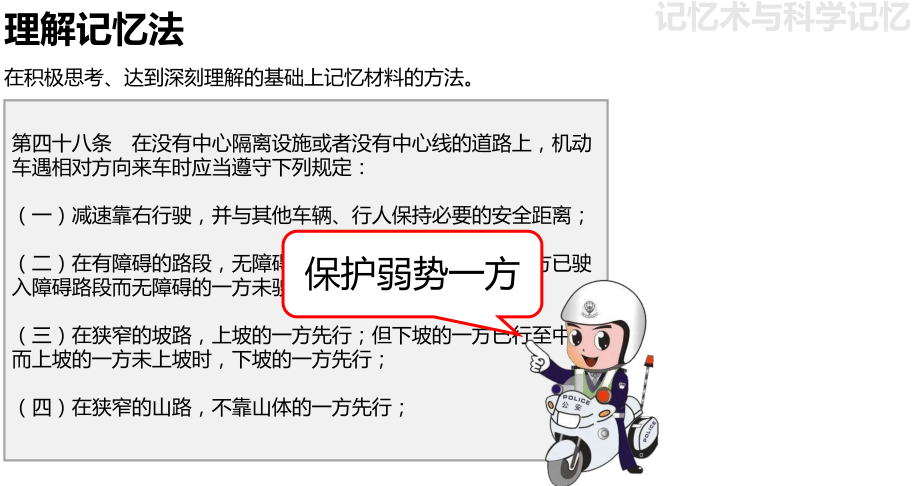 记忆术与科学记忆
理解记忆法
在积极思考、达到深刻理解的基础上记忆材料的方法。
第四十八条　在没有中心隔离设施或者没有中心线的道路上，机动
车遇相对方向来车时应当遵守下列规定：
（一）减速靠右行驶，并与其他车辆、行人保持必要的安全距离；
（二）在有障碍的路段，无障碍
已驶
入障碍路段而无障碍的一方未驶
保护弱势一方
（三）在狭窄的坡路，上坡的一方先行；但下坡的一方已行至中
而上坡的一方未上坡时，下坡的一方先行；
（四）在狭窄的山路，不靠山体的一方先行；
POLICE
公安
POLICE